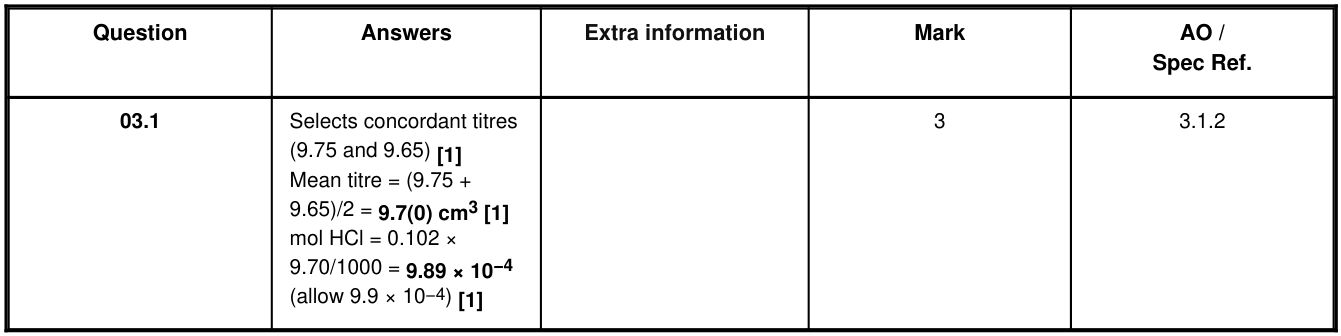 Question Answers Extra information Mark AO /
Spec Ref.
03.1 Selects concordant titres 3 3.1.2
(9.75 and 9.65) [1]
Mean titre = (9.75 +
9.65)/2 = 9.7(0) cm³ [1]
mol HCl = 0.102 ×
9.70/1000 = 9.89 × 10⁻⁴
(allow 9.9 × 10⁻⁴) [1]